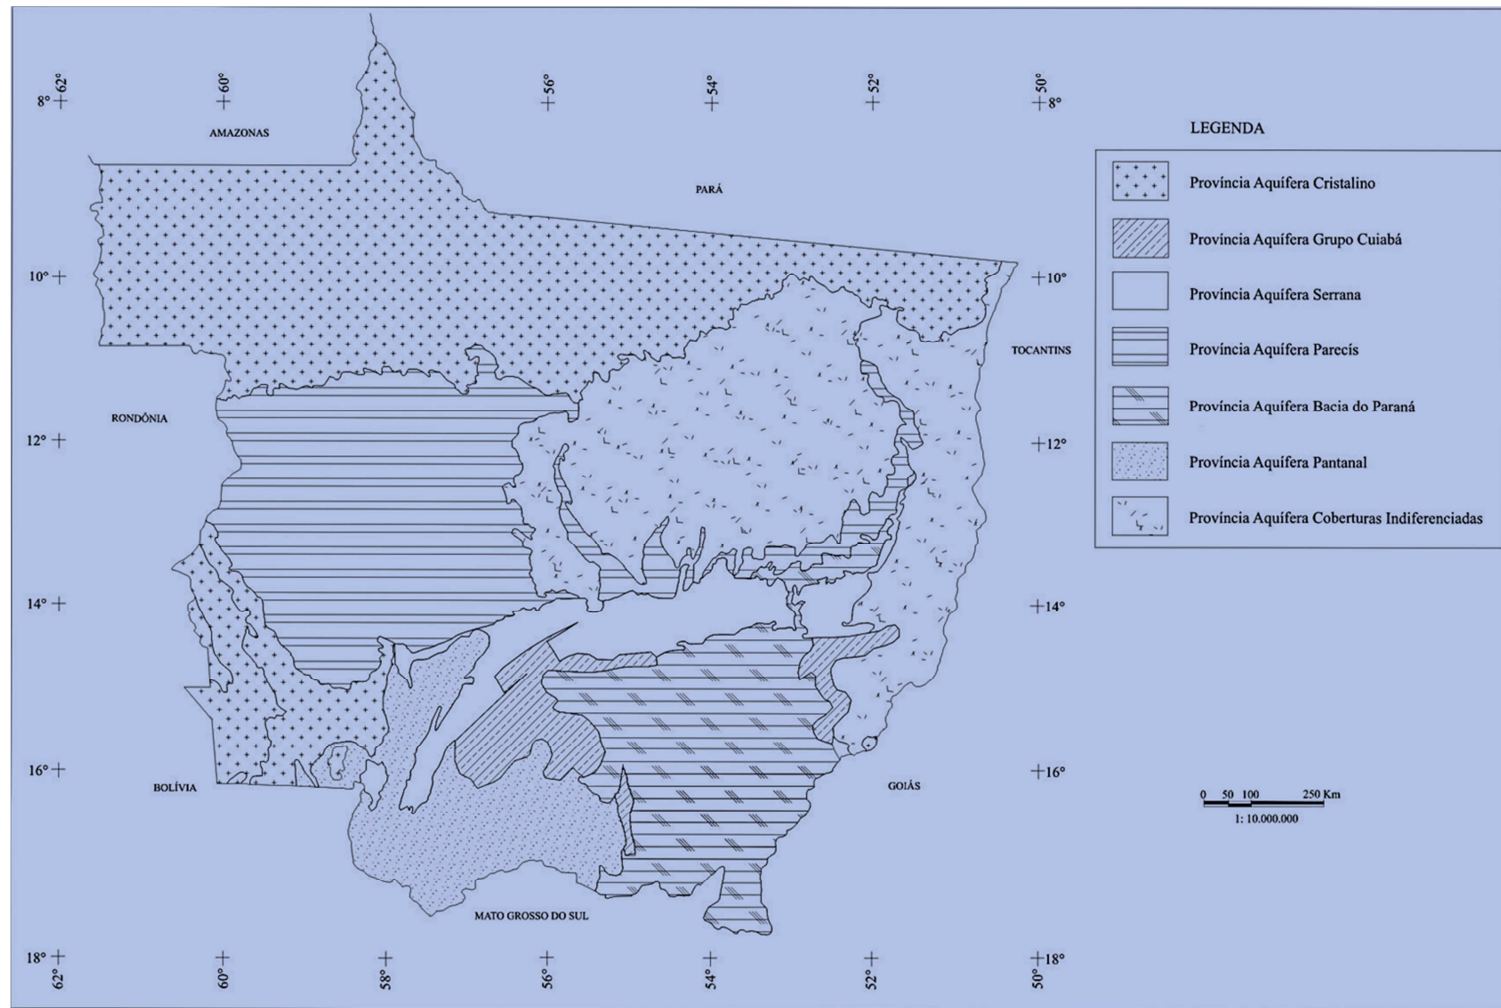 62°
60°
56°
54°
52°
50°
8°
8°
AMAZONAS
PARÁ
LEGENDA
Província Aquífera Cristalino
Província Aquífera Grupo Cuiabá
Província Aquífera Serrana
Província Aquífera Parecís
Província Aquífera Bacia do Paraná
Província Aquífera Pantanal
Província Aquífera Coberturas Indiferenciadas
10°
10°
TOCANTINS
RONDÔNIA
12°
12°
14°
14°
16°
16°
BOLÍVIA
GOIÁS
0 50 100 250 Km
1: 10.000.000
MATO GROSSO DO SUL
18°
18°
62°
60°
58°
56°
54°
52°
50°